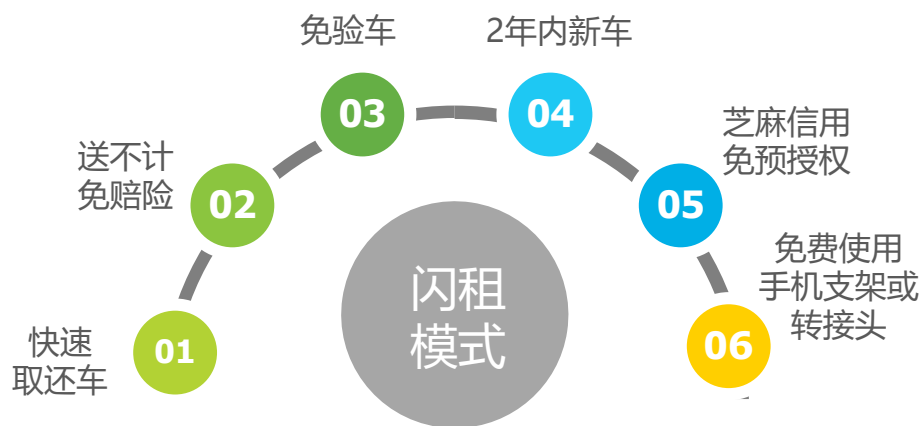 01
快速
取还车
02
送不计
免赔险
03
免验车
04
2年内新车
05
芝麻信用
免预授权
06
免费使用
手机支架或
转接头
闪租
模式